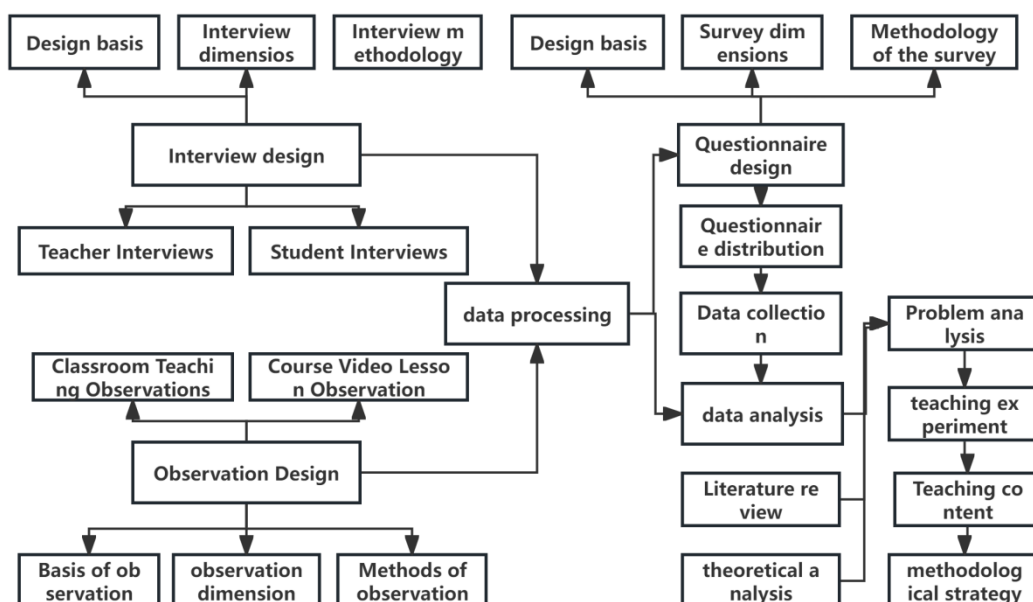 Design basis
Interview
dimensios
Interview m
ethodology
Design basis
Survey dim
ensions
Methodology
of the survey
Interview design
Questionnaire
design
Teacher Interviews
Student Interviews
Questionnair
e distribution
data processing
Data collectio
n
Problem ana
lysis
Classroom Teachi
ng Observations
Course Video Lesso
n Observation
data analysis
teaching ex
periment
Observation Design
Literature re
view
Teaching co
ntent
Basis of ob
servation
observation
dimension
Methods of
observation
theoretical a
nalysis
methodolog
ical strategy